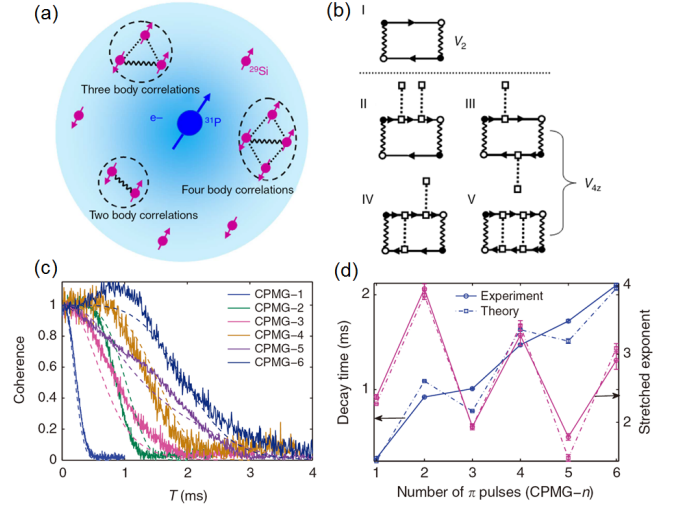 (a)
Three body correlations
²⁹Si
e–
³¹P
Four body correlations
Two body correlations
(b)
I
V₂
II
III
V₄z
IV
V
(c)
Coherence
1
0.8
0.6
0.4
0.2
0
CPMG–1
CPMG–2
CPMG–3
CPMG–4
CPMG–5
CPMG–6
0
1
2
3
4
T (ms)
(d)
Decay time (ms)
2
1
Experiment
Theory
4
3
2
Stretched exponent
1
2
3
4
5
6
Number of π pulses (CPMG–n)